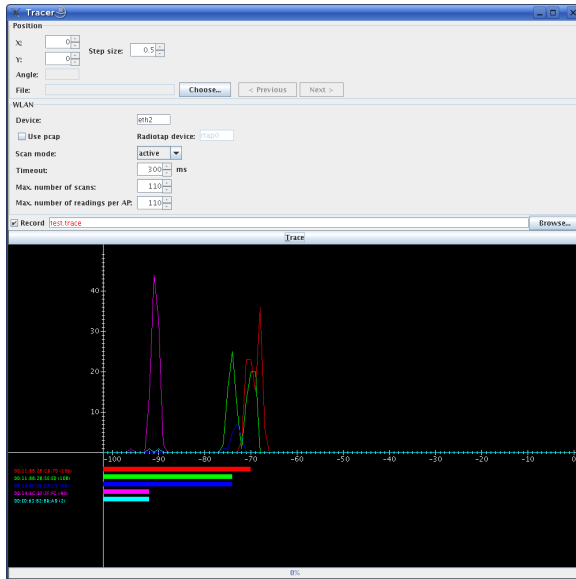 Tracer
Position
X: 0
Step size: 0.5
Y: 0
Angle:
File: Choose... < Previous Next >
WLAN
Device: eth2
Use pcap Radiotap device: rtap0
Scan mode: active
Timeout: 300 ms
Max. number of scans: 110
Max. number of readings per AP: 110
Record test.trace Browse...
Trace
40
30
20
10
-100 -90 -80 -70 -60 -50 -40 -30 -20 -10 0
0%